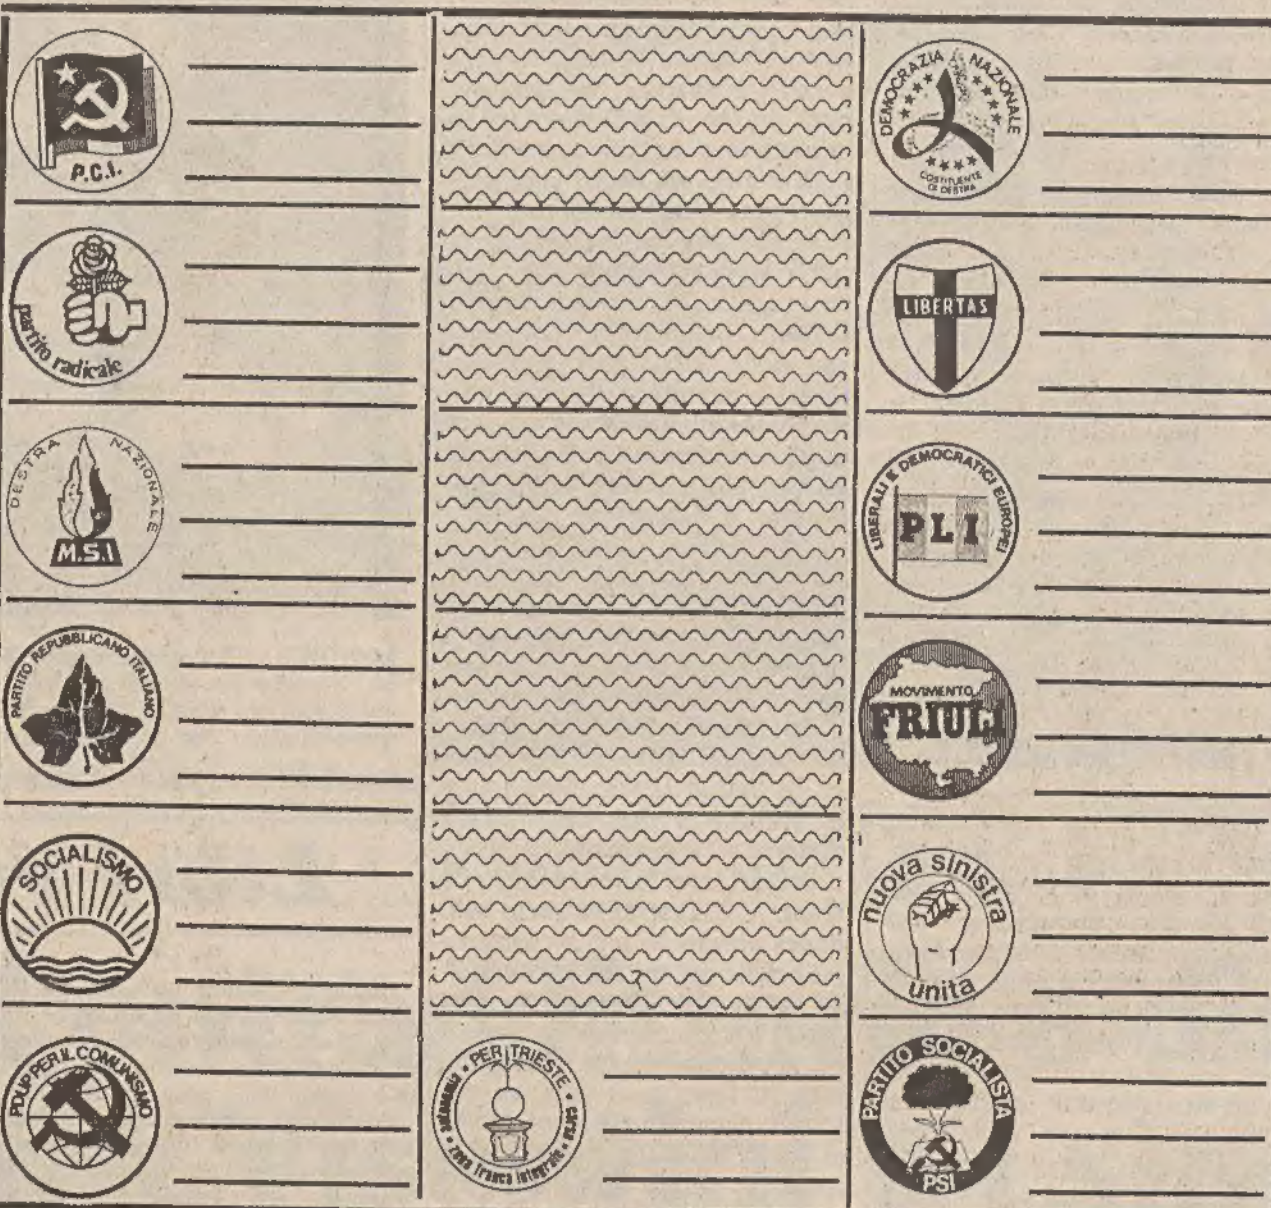 P.C.I.
partito radicale
DESTRA NAZIONALE
M.S.I
PARTITO REPUBBLICANO ITALIANO
SOCIALISMO
PDUP PER IL COMUNISMO
PER TRIESTE
zona franca integrale
DEMOCRAZIA NAZIONALE
COSTITUENTE
DI DESTRA
LIBERTAS
LIBERALI E DEMOCRATICI EUROPEI
PLI
MOVIMENTO
FRIULI
nuova sinistra
unita
PARTITO SOCIALISTA
PSI